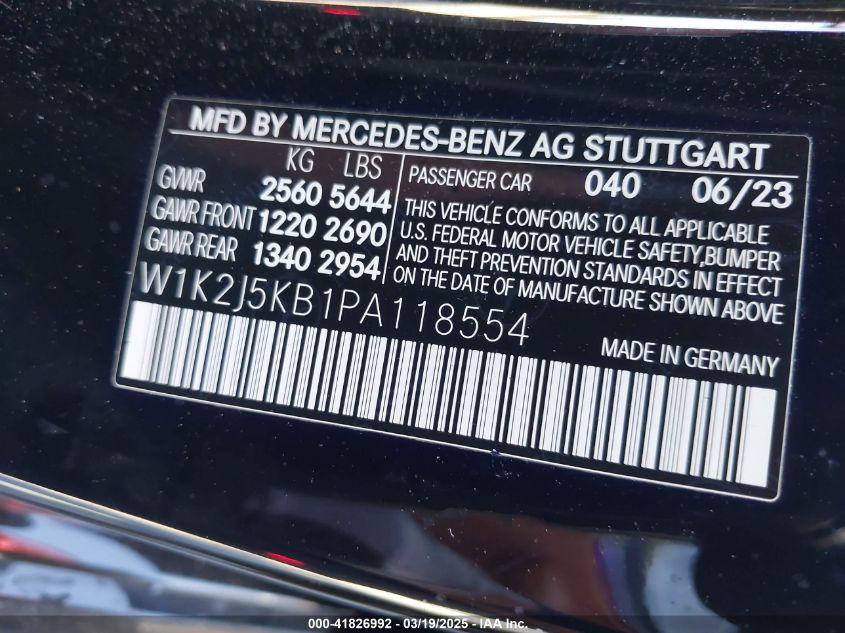 MFD BY MERCEDES-BENZ AG STUTTGART
KG LBS
GVWR 2560 5644
GAWR FRONT 1220 2690
GAWR REAR 1340 2954
PASSENGER CAR 040 06/23
THIS VEHICLE CONFORMS TO ALL APPLICABLE
U.S. FEDERAL MOTOR VEHICLE SAFETY,BUMPER
AND THEFT PREVENTION STANDARDS IN EFFECT
ON THE DATE OF MANUFACTURE SHOWN ABOVE
W1K2J5KB1PA118554
MADE IN GERMANY
000-41826992 - 03/19/2025 - IAA Inc.